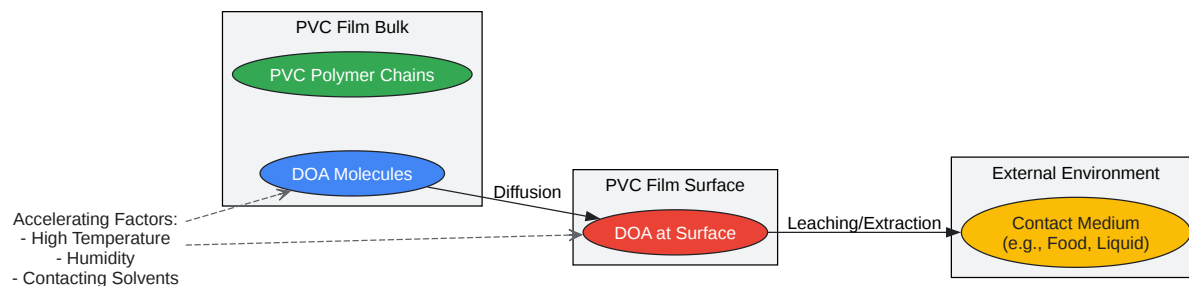 PVC Film Bulk
PVC Polymer Chains
DOA Molecules
Accelerating Factors:
- High Temperature
- Humidity
- Contacting Solvents
Diffusion
PVC Film Surface
DOA at Surface
Leaching/Extraction
External Environment
Contact Medium
(e.g., Food, Liquid)